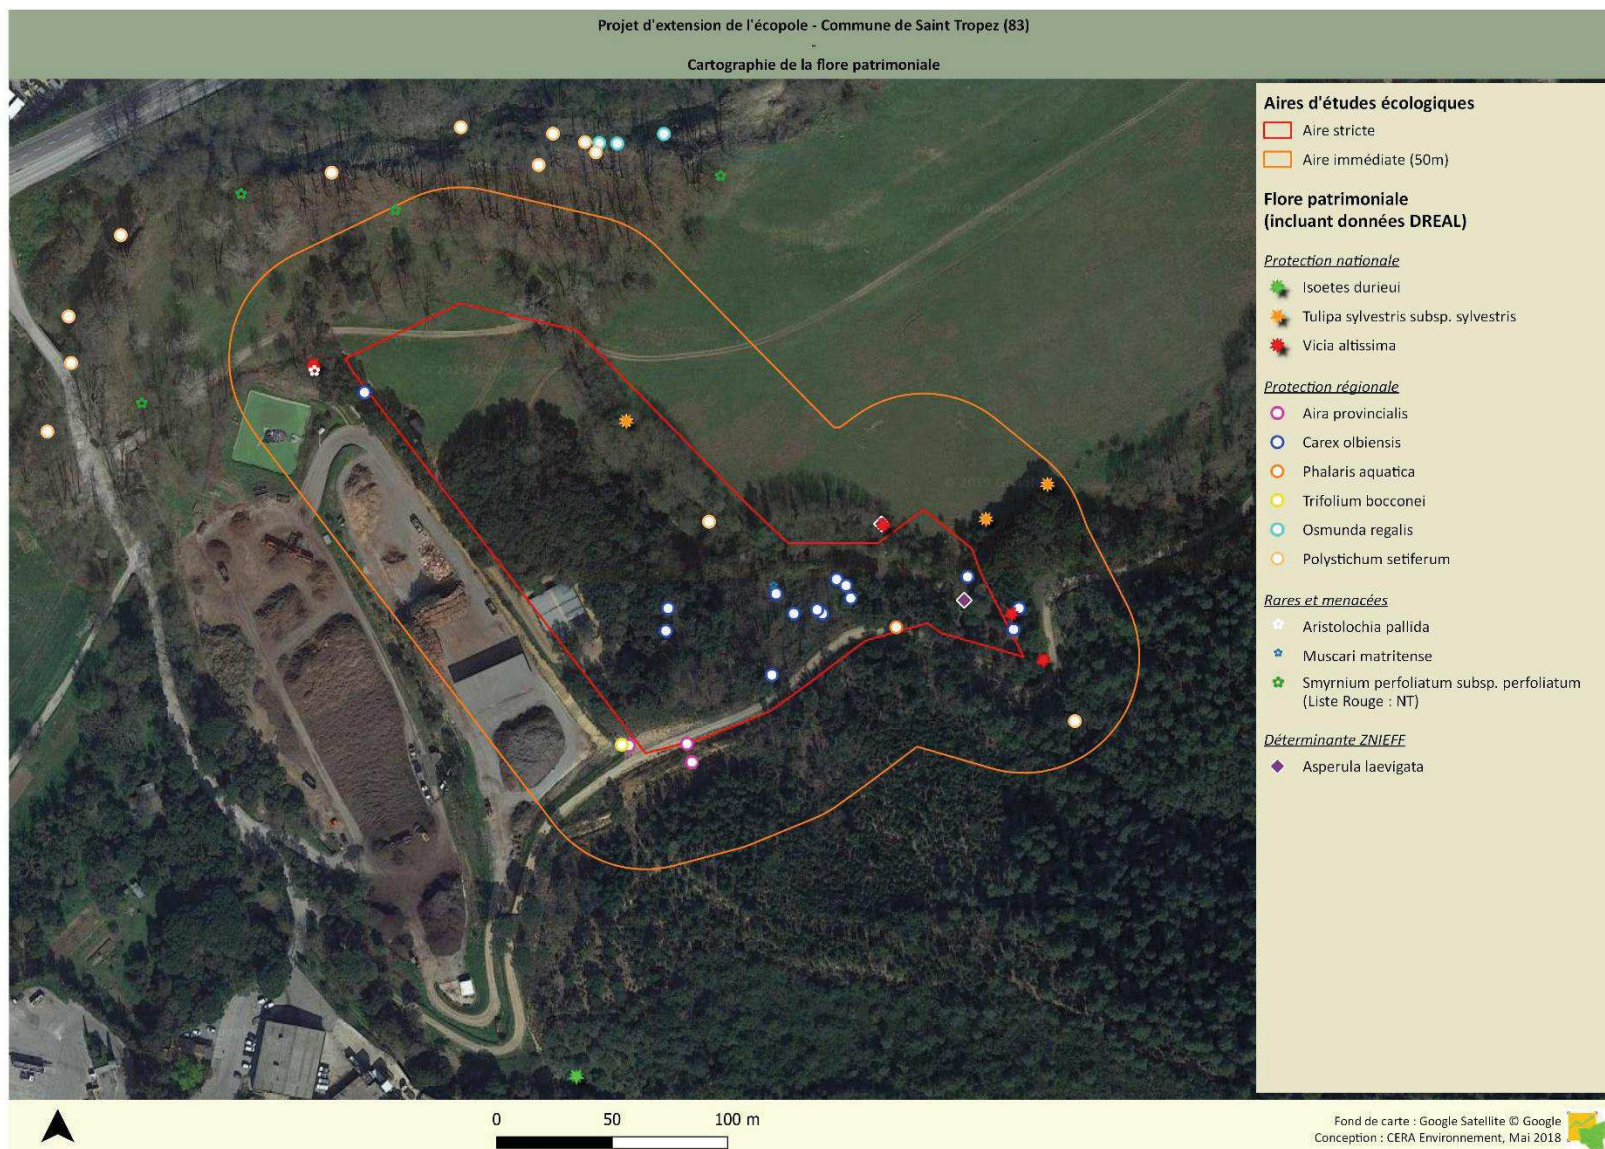 Projet d'extension de l'écopole - Commune de Saint Tropez (83)
-
Cartographie de la flore patrimoniale
Aires d'études écologiques
Aire stricte
Aire immédiate (50m)
Flore patrimoniale
(incluant données DREAL)
Protection nationale
Isoetes durieui
Tulipa sylvestris subsp. sylvestris
Vicia altissima
Protection régionale
Aira provincialis
Carex olbiensis
Phalaris aquatica
Trifolium bocconei
Osmunda regalis
Polystichum setiferum
Rares et menacées
Aristolochia pallida
Muscari matritense
Smyrnium perfoliatum subsp. perfoliatum
(Liste Rouge : NT)
Déterminante ZNIEFF
Asperula laevigata
0 50 100 m
Fond de carte : Google Satellite © Google
Conception : CERA Environnement, Mai 2018